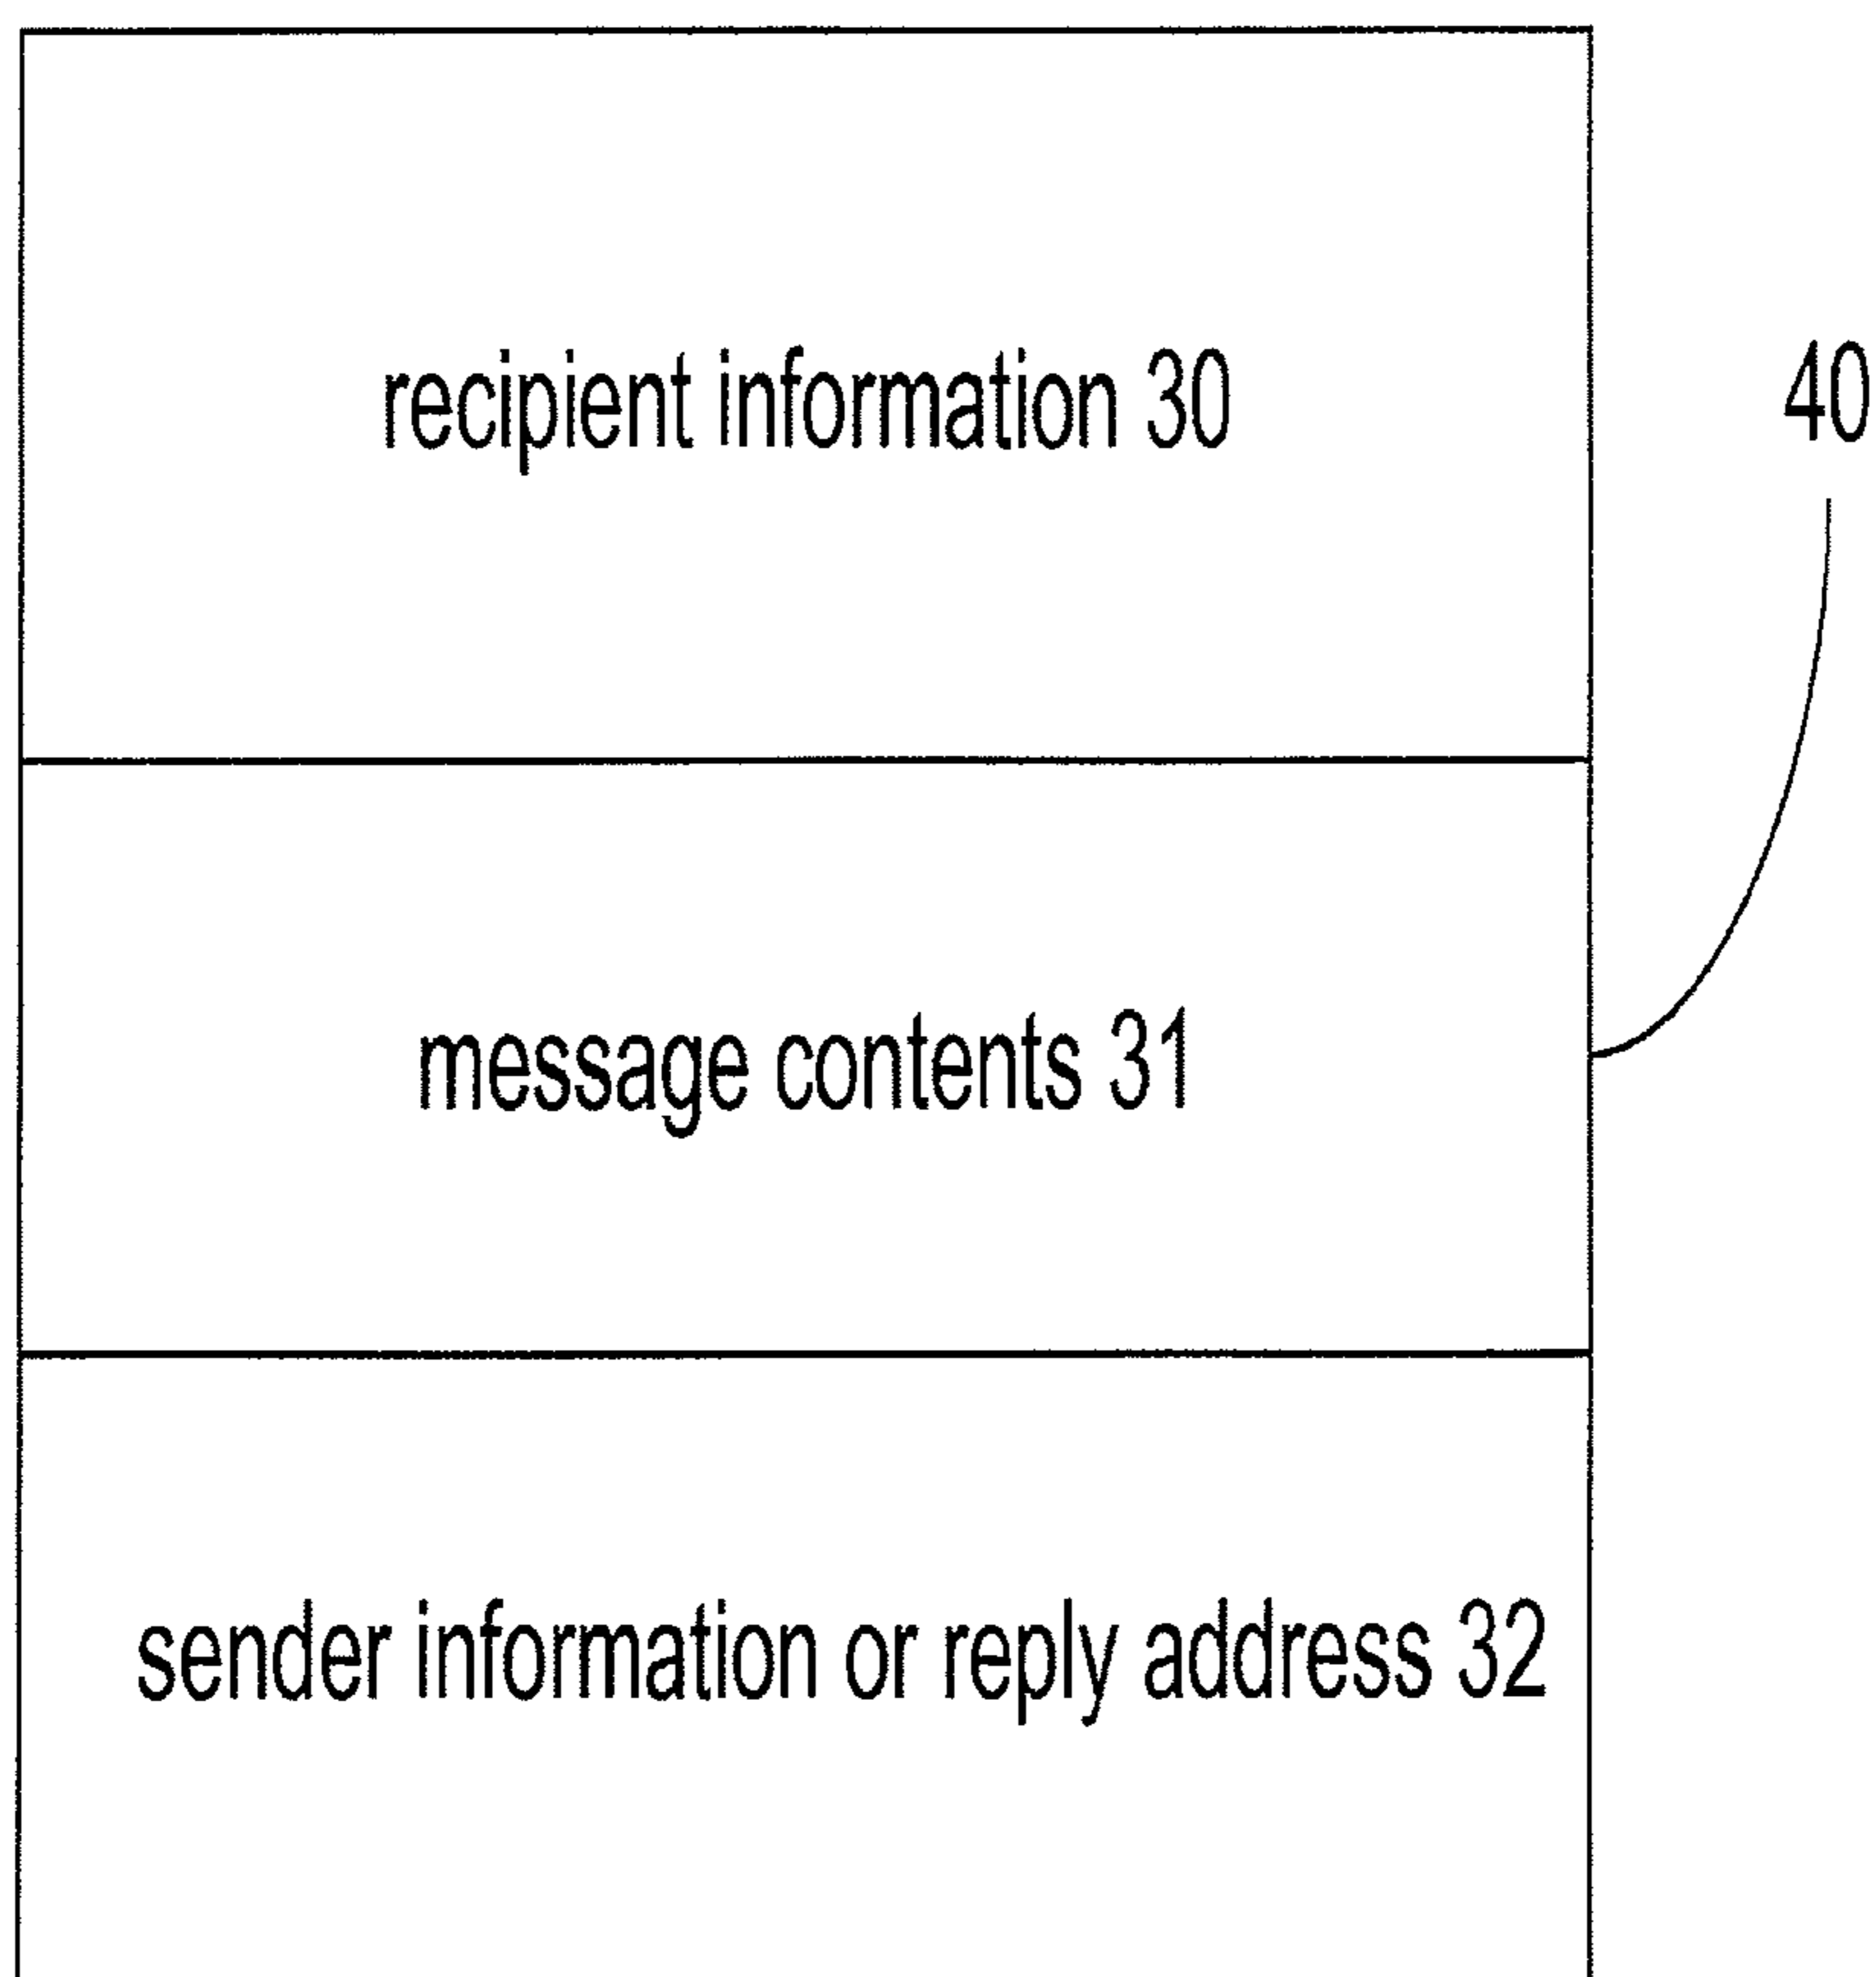 recipient information 30
40
message contents 31
sender information or reply address 32